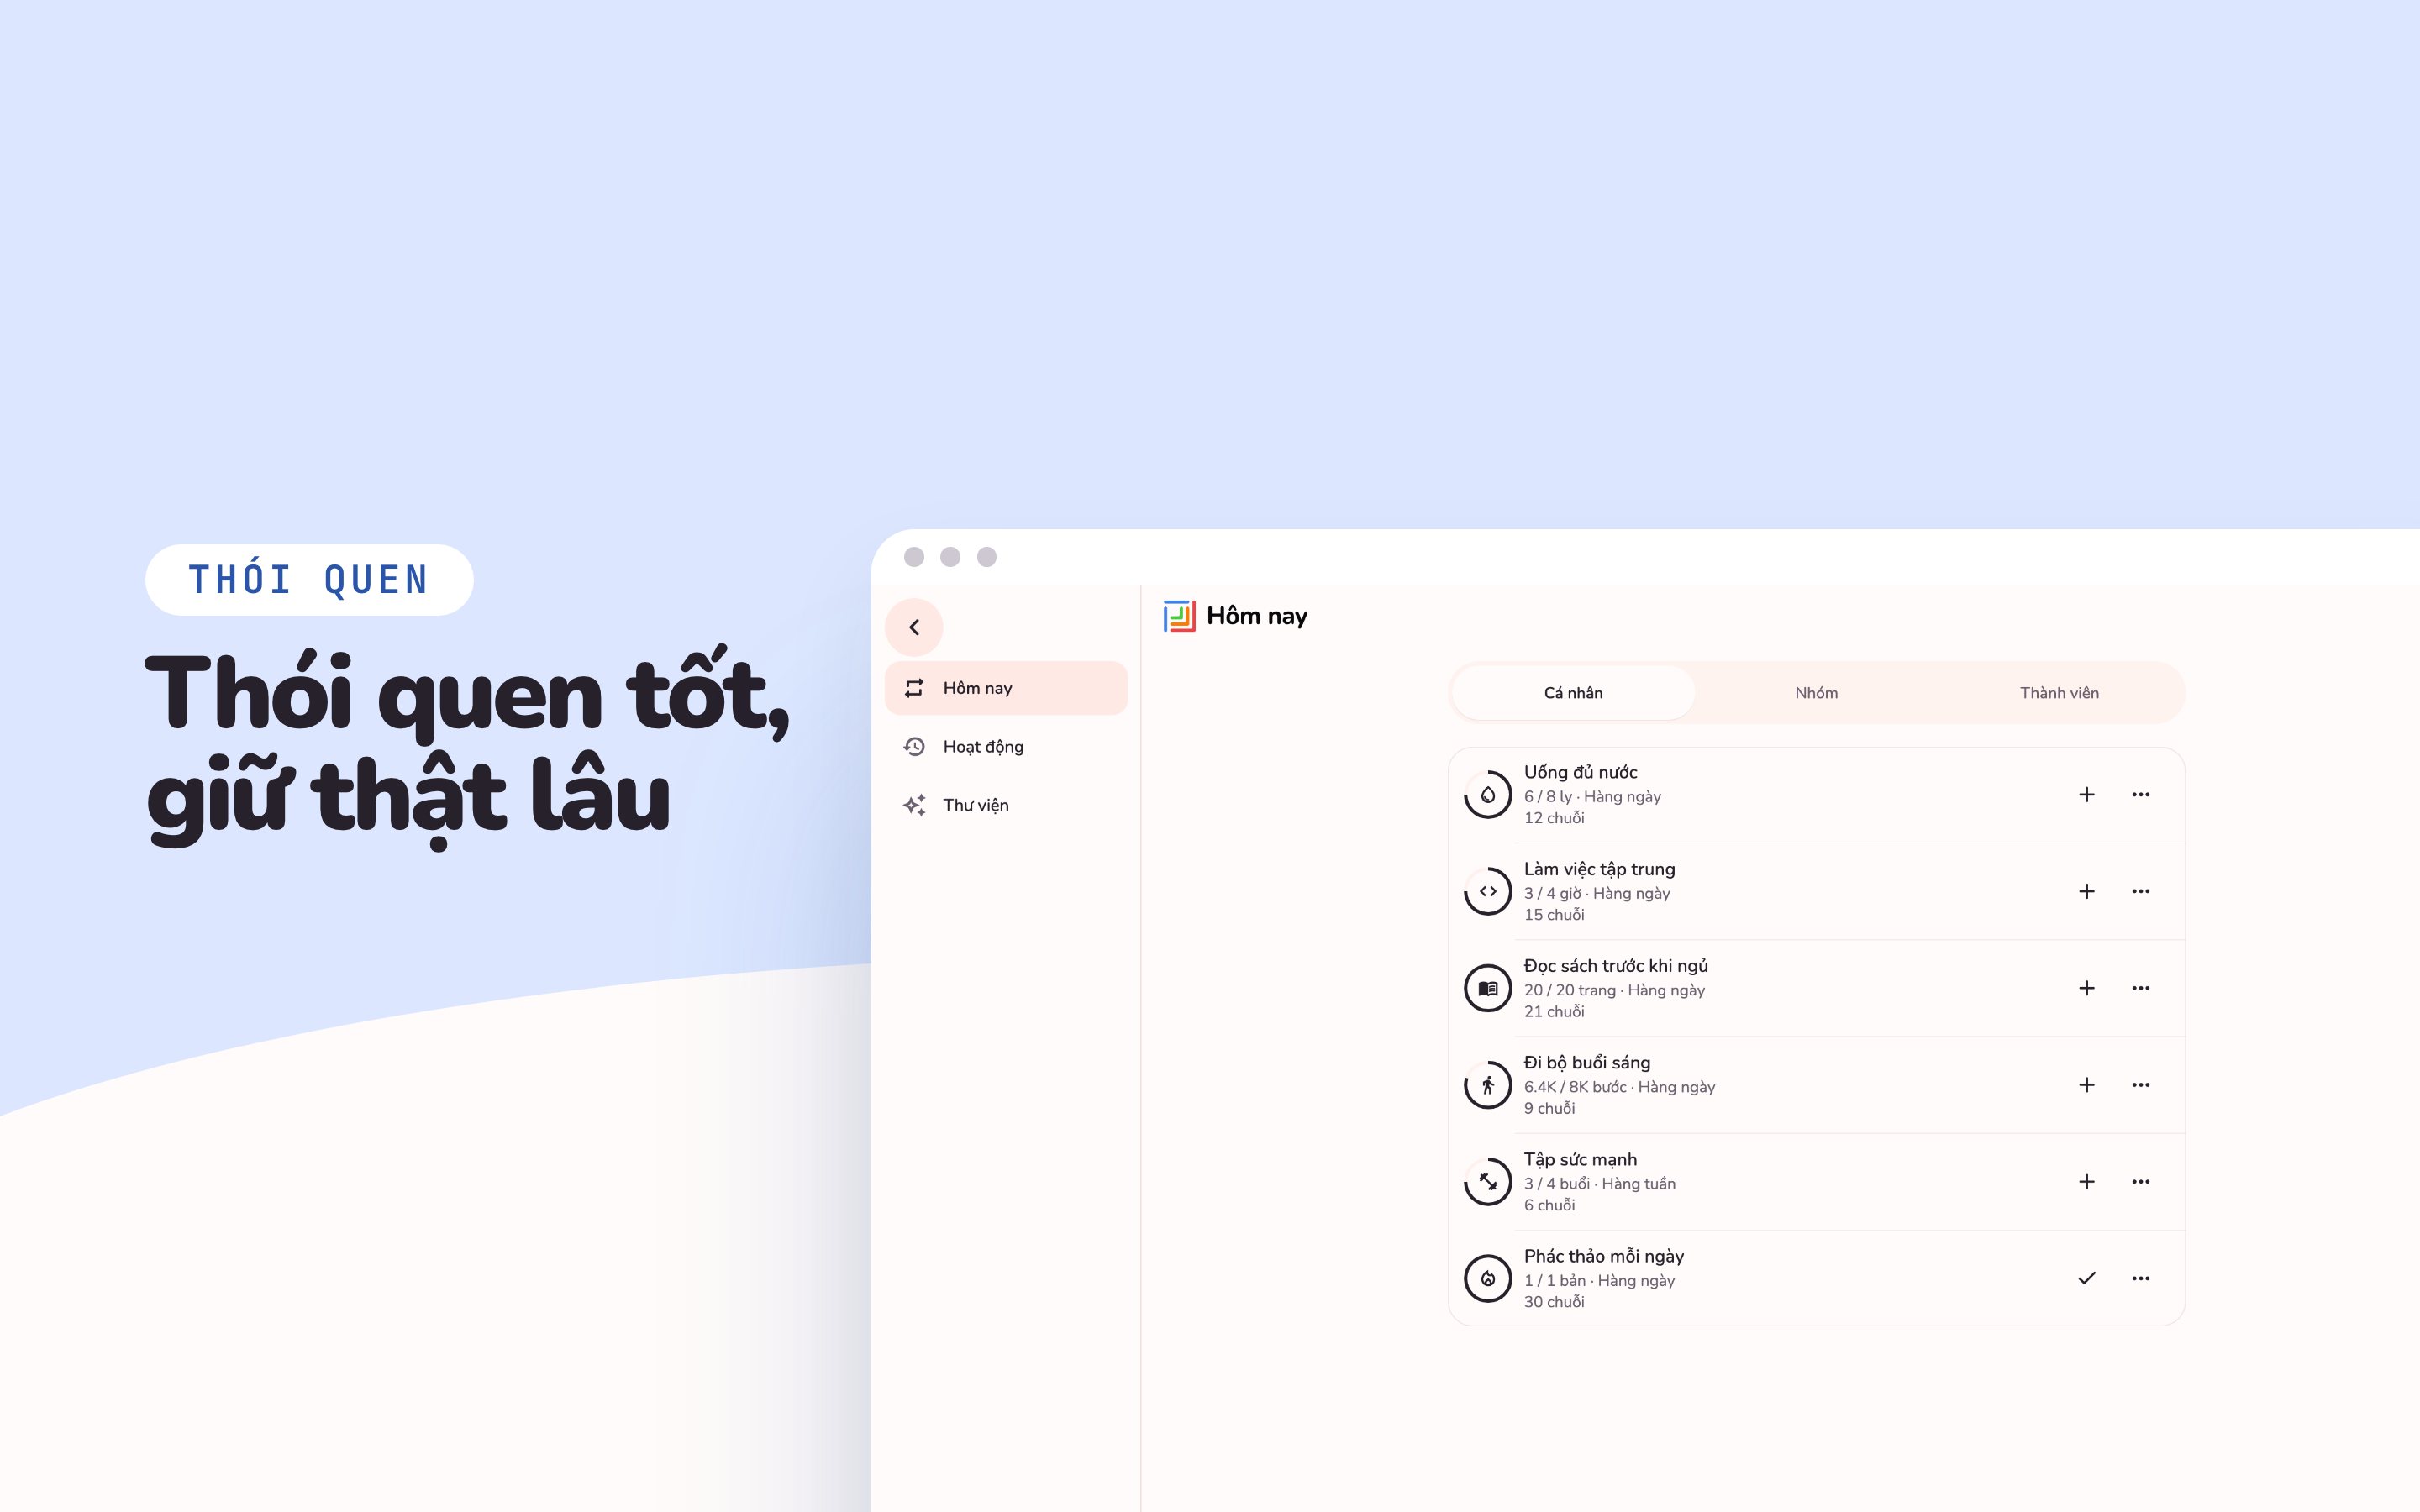 THÓI QUEN
Thói quen tốt,
giữ thật lâu
Hôm nay
Hoạt động
Thư viện
Hôm nay
Cá nhân
Nhóm
Thành viên
Uống đủ nước
6 / 8 ly · Hàng ngày
12 chuỗi
Làm việc tập trung
3 / 4 giờ · Hàng ngày
15 chuỗi
Đọc sách trước khi ngủ
20 / 20 trang · Hàng ngày
21 chuỗi
Đi bộ buổi sáng
6.4K / 8K bước · Hàng ngày
9 chuỗi
Tập sức mạnh
3 / 4 buổi · Hàng tuần
6 chuỗi
Phác thảo mỗi ngày
1 / 1 bản · Hàng ngày
30 chuỗi